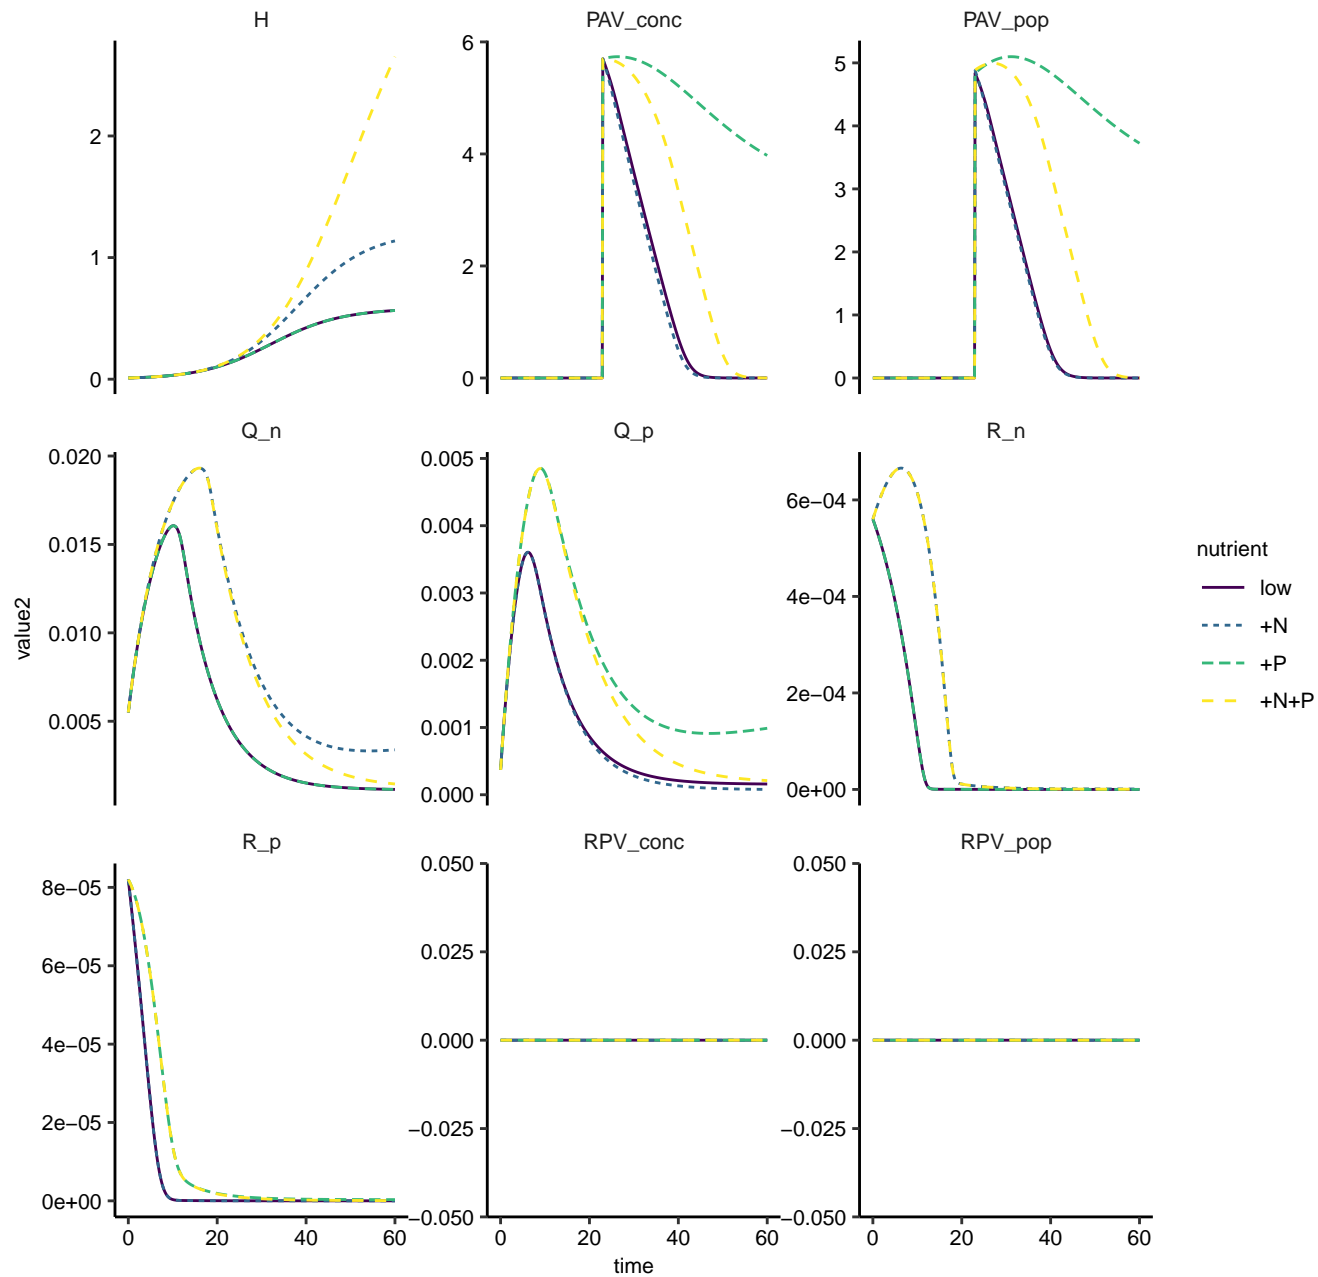 H
PAV_conc
PAV_pop
2
1
0
6
4
2
0
5
4
3
2
1
0
Q_n
Q_p
R_n
0.020
0.015
0.010
0.005
0.005
0.004
0.003
0.002
0.001
0.000
6e−04
4e−04
2e−04
0e+00
value2
nutrient
low
+N
+P
+N+P
R_p
RPV_conc
RPV_pop
8e−05
6e−05
4e−05
2e−05
0e+00
0.050
0.025
0.000
−0.025
−0.050
0.050
0.025
0.000
−0.025
−0.050
0 20 40 60
0 20 40 60
0 20 40 60
time